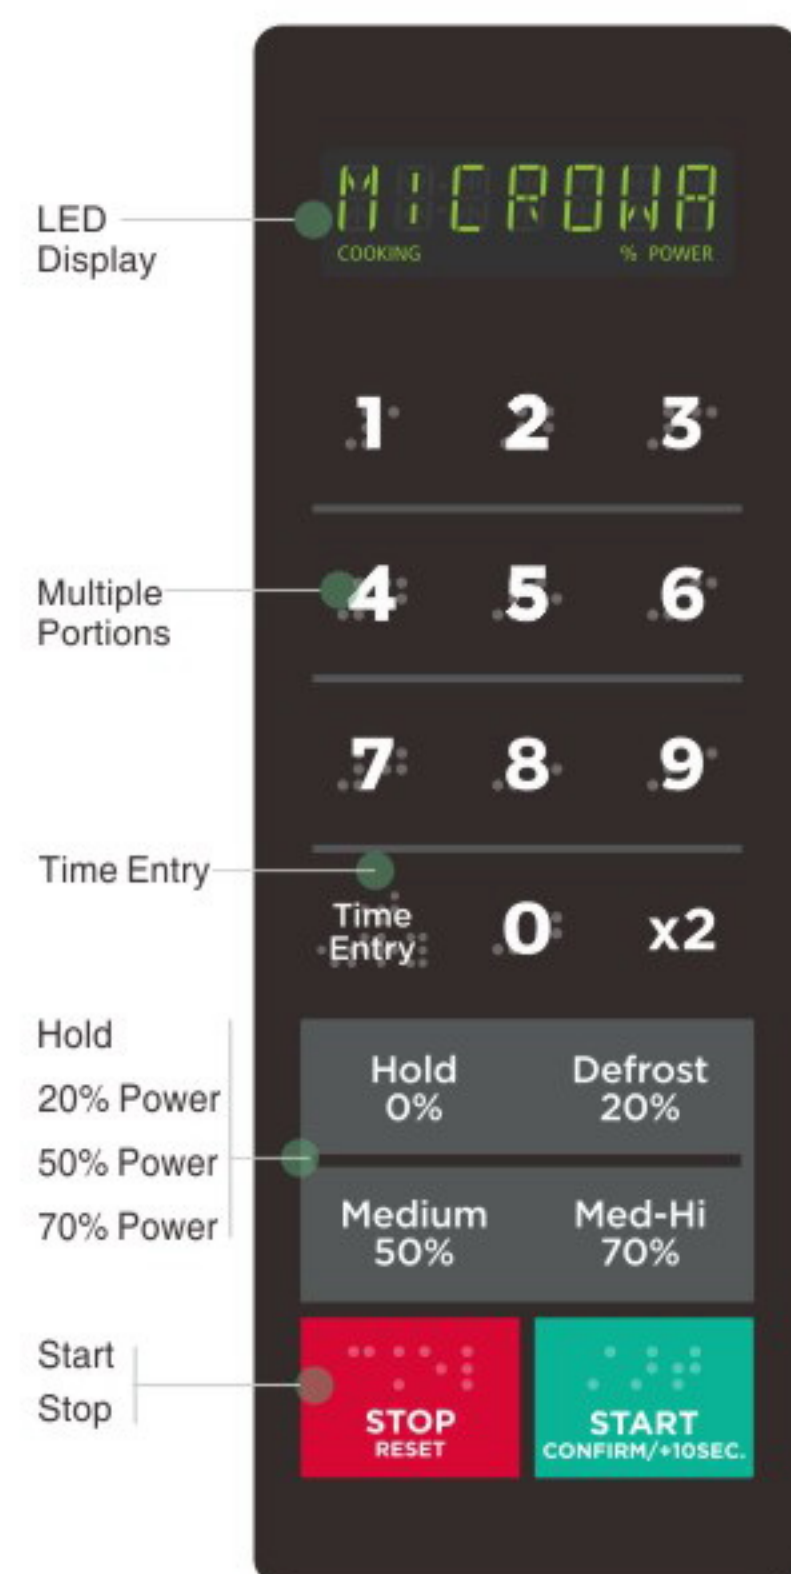 LED
Display
MICROWA
COOKING % POWER
1 2 3
Multiple
Portions
4 5 6
7 8 9
Time Entry
Time
Entry
0 x2
Hold
20% Power
50% Power
70% Power
Hold
0%
Defrost
20%
Medium
50%
Med-Hi
70%
Start
Stop
STOP
RESET
START
CONFIRM/+10SEC.